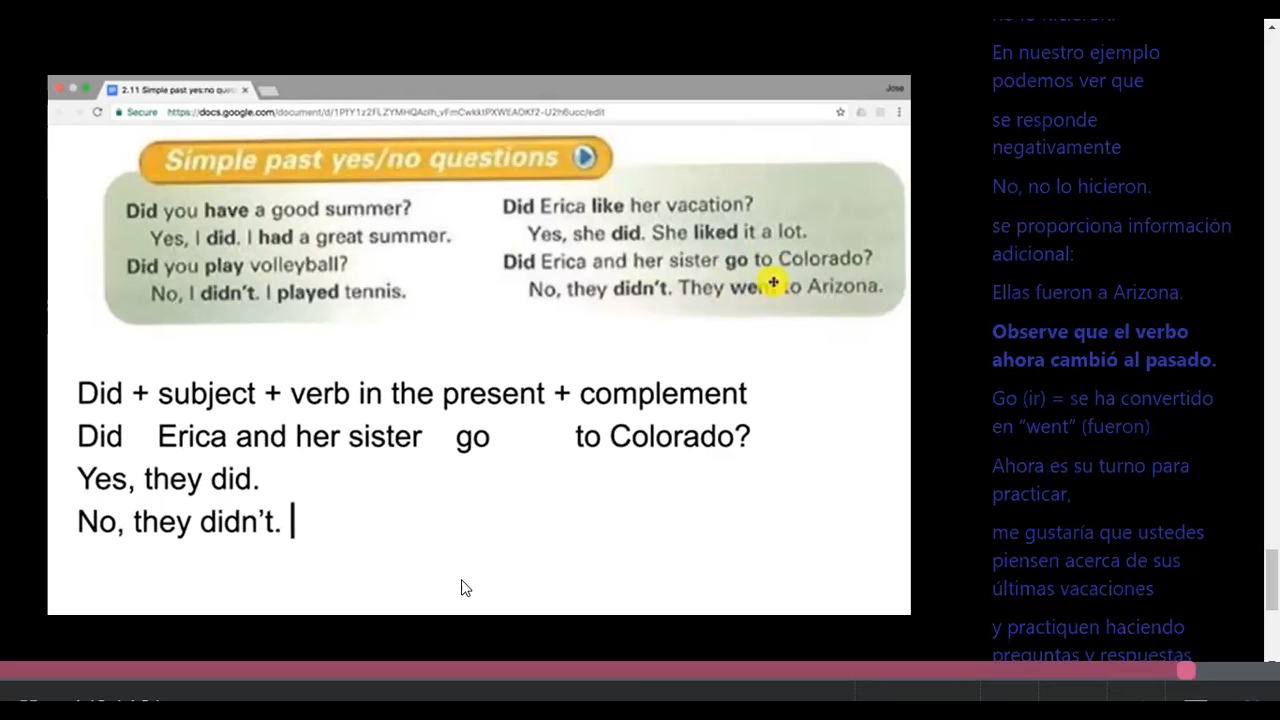 2.11 Simple past yes:no ques
Jose
Secure
Simple past yes/no questions
Did you have a good summer?
Yes, I did. I had a great summer.
Did you play volleyball?
No, I didn't. I played tennis.
Did Erica like her vacation?
Yes, she did. She liked it a lot.
Did Erica and her sister go to Colorado?
No, they didn't. They went to Arizona.
Did + subject + verb in the present + complement
Did Erica and her sister go to Colorado?
Yes, they did.
No, they didn't.
En nuestro ejemplo
podemos ver que
se responde
negativamente
No, no lo hicieron.
se proporciona información
adicional:
Ellas fueron a Arizona.
Observe que el verbo
ahora cambió al pasado.
Go (ir) = se ha convertido
en “went” (fueron)
Ahora es su turno para
practicar,
me gustaría que ustedes
piensen acerca de sus
últimas vacaciones
y practiquen haciendo
preguntas y respuestas